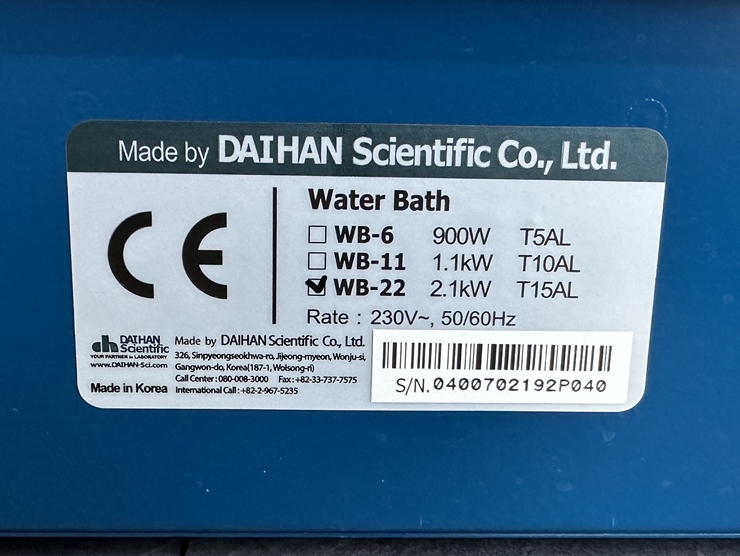 Made by DAIHAN Scientific Co., Ltd.
CE
Water Bath
☐ WB-6 900W T5AL
☐ WB-11 1.1kW T10AL
☑ WB-22 2.1kW T15AL
Rate : 230V~, 50/60Hz
dh DAIHAN Scientific
YOUR PARTNER in LABORATORY
www.DAIHAN-Sci.com
Made in Korea
Made by DAIHAN Scientific Co., Ltd.
326, Sinpyeongseokhwa-ro, Jijeong-myeon, Wonju-si,
Gangwon-do, Korea(187-1, Wolsong-ri)
Call Center : 080-008-3000 Fax : +82-33-737-7575
International Call : +82-2-967-5235
S/N. 0400702192P040